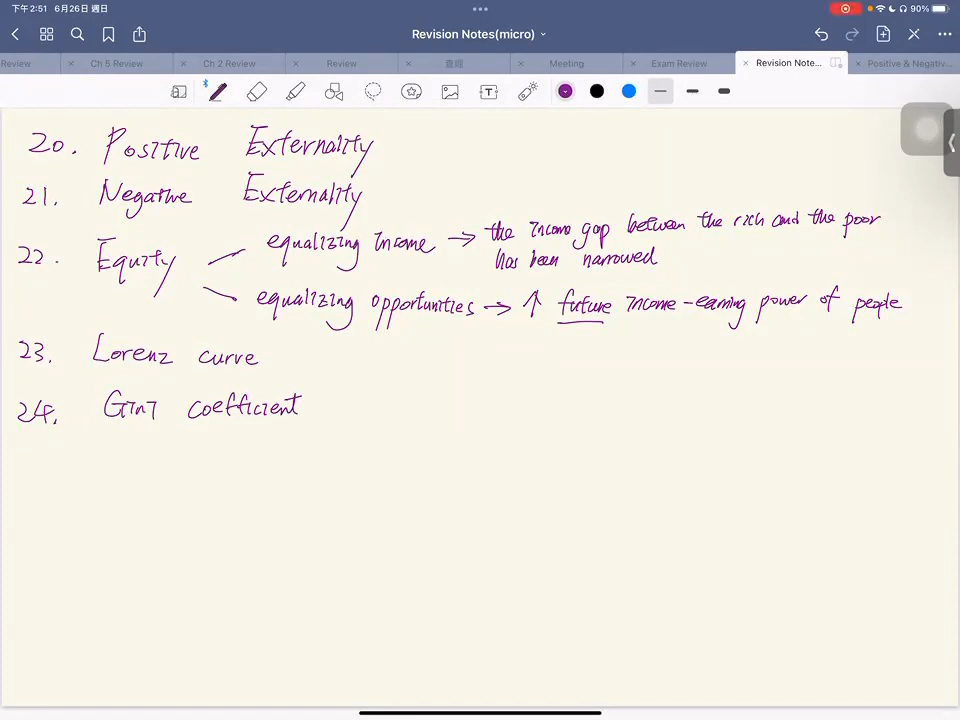 下午2:51 6月26日 週日
90%
Revision Notes(micro)
Review
Ch 5 Review
Ch 2 Review
Review
Meeting
Exam Review
Revision Note...
Positive & Negativ...
20. Positive Externality
21. Negative Externality
22. Equity
equalizing income → the income gap between the rich and the poor
has been narrowed
equalizing opportunities → ↑ future income-earning power of people
23. Lorenz curve
24. Gini coefficient